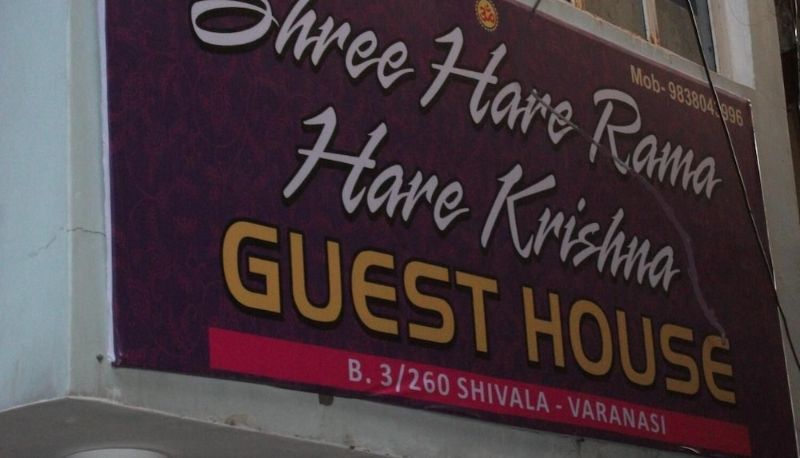 Mob-
Shree Hare Rama
Hare Krishna
GUEST HOUSE
B. 3/260 SHIVALA - VARANASI